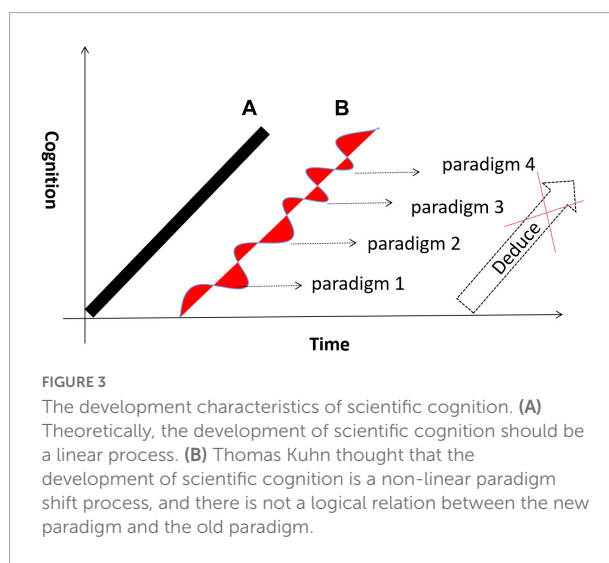 A
B
Cognition
paradigm 4
paradigm 3
paradigm 2
paradigm 1
Deduce
Time
FIGURE 3
The development characteristics of scientific cognition. (A)
Theoretically, the development of scientific cognition should be
a linear process. (B) Thomas Kuhn thought that the
development of scientific cognition is a non-linear paradigm
shift process, and there is not a logical relation between the new
paradigm and the old paradigm.